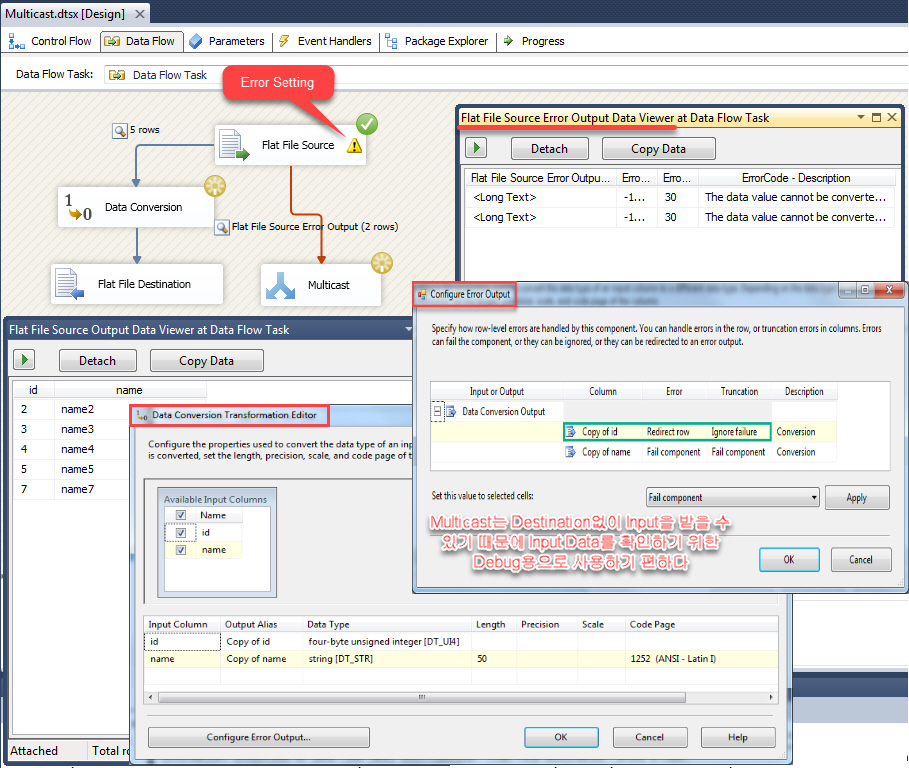 Multicast.dtsx [Design]
Control Flow Data Flow Parameters Event Handlers Package Explorer Progress
Data Flow Task: Data Flow Task
Error Setting
5 rows
Flat File Source
1 0 Data Conversion
Flat File Source Error Output (2 rows)
Flat File Destination
Multicast
Flat File Source Error Output Data Viewer at Data Flow Task
Detach Copy Data
Flat File Source Error Outpu... Erro... Erro... ErrorCode - Description
<Long Text> -1... 30 The data value cannot be converte...
<Long Text> -1... 30 The data value cannot be converte...
Flat File Source Output Data Viewer at Data Flow Task
Detach Copy Data
id name
2 name2
3 name3
4 name4
5 name5
7 name7
Attached Total ro
Configure Error Output
Specify how row-level errors are handled by this component. You can handle errors in the row, or truncation errors in columns. Errors
can fail the component, or they can be ignored, or they can be redirected to an error output.
Input or Output Column Error Truncation Description
Data Conversion Output
Copy of id Redirect row Ignore failure Conversion
Copy of name Fail component Fail component Conversion
Set this value to selected cells: Fail component Apply
Multicast는 Destination없이 Input을 받을 수
있기 때문에 Input Data를 확인하기 위한
Debug용으로 사용하기 편하다
OK Cancel
Data Conversion Transformation Editor
Configure the properties used to convert the data type of an inp
is converted, set the length, precision, scale, and code page of t
Available Input Columns
Name
id
name
Input Column Output Alias Data Type Length Precision Scale Code Page
id Copy of id four-byte unsigned integer [DT_UI4]
name Copy of name string [DT_STR] 50 1252 (ANSI - Latin I)
Configure Error Output... OK Cancel Help